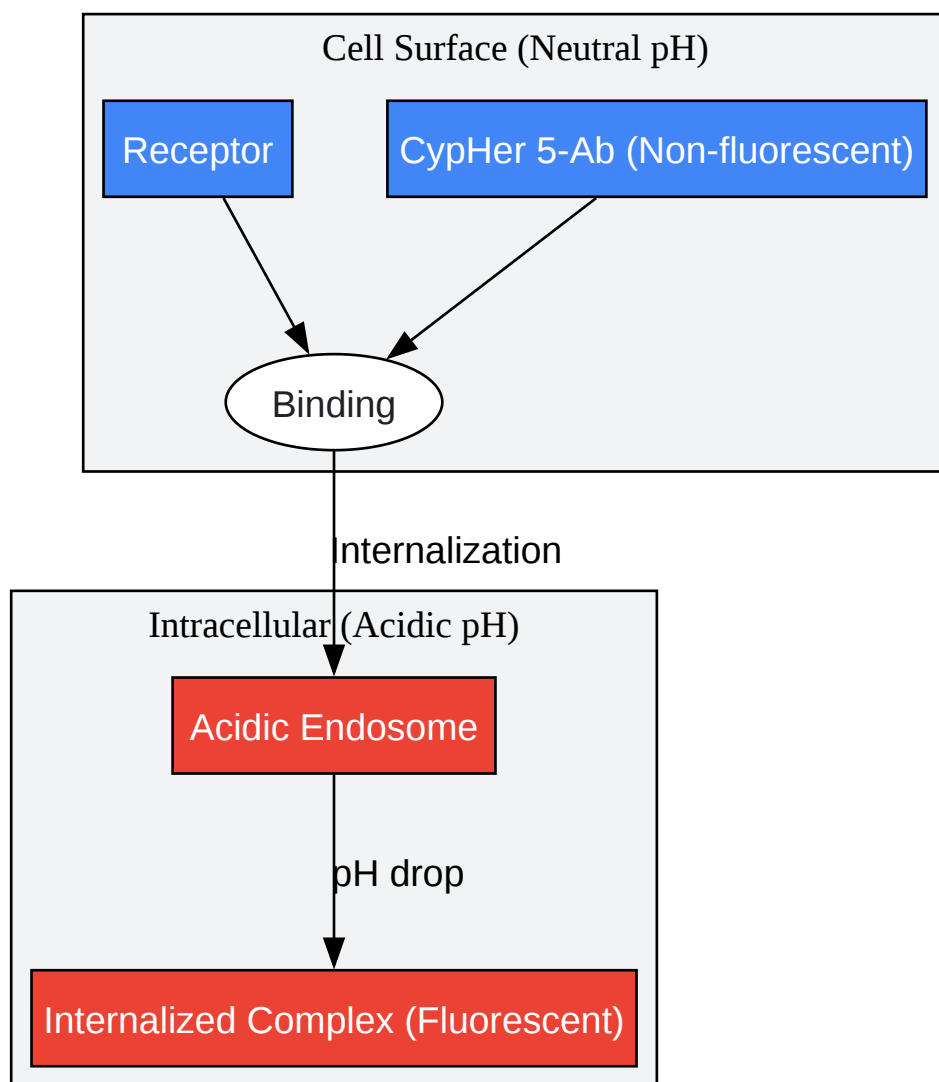 Cell Surface (Neutral pH)
Receptor
CypHer 5-Ab (Non-fluorescent)
Binding
Internalization
Intracellular (Acidic pH)
Acidic Endosome
pH drop
Internalized Complex (Fluorescent)